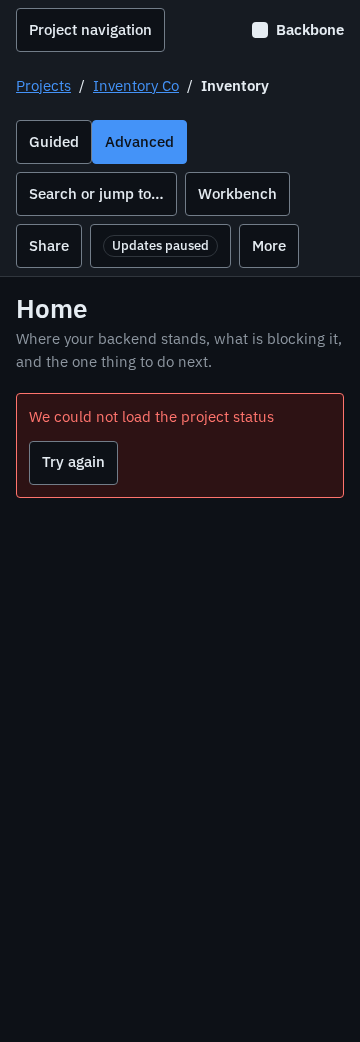 Project navigation
Backbone
Projects / Inventory Co / Inventory
Guided Advanced
Search or jump to... Workbench
Share Updates paused More
Home
Where your backend stands, what is blocking it,
and the one thing to do next.
We could not load the project status
Try again